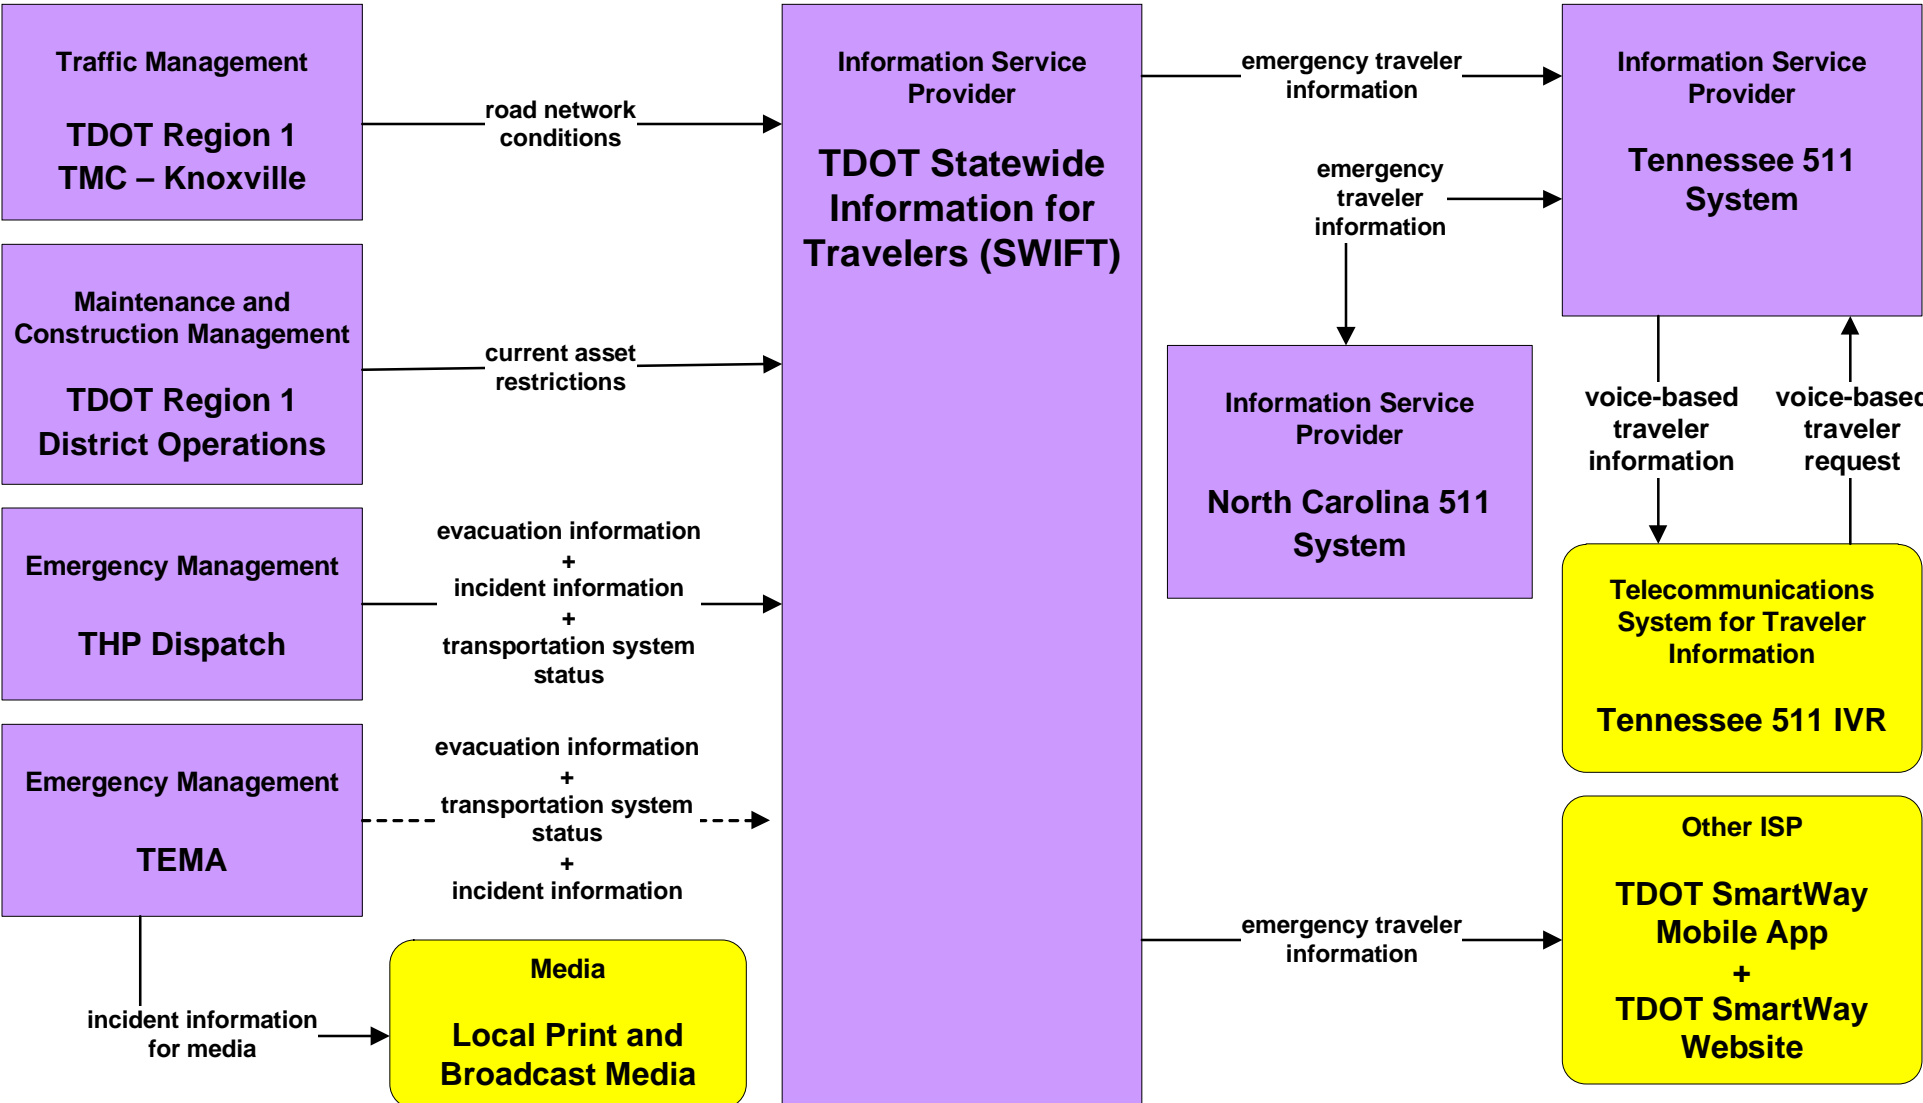 Traffic Management
TDOT Region 1
TMC – Knoxville
road network
conditions
Maintenance and
Construction Management
TDOT Region 1
District Operations
current asset
restrictions
Emergency Management
THP Dispatch
evacuation information
+
incident information
+
transportation system
status
Emergency Management
TEMA
evacuation information
+
transportation system
status
+
incident information
incident information
for media
Media
Local Print and
Broadcast Media
Information Service
Provider
TDOT Statewide
Information for
Travelers (SWIFT)
emergency traveler
information
emergency
traveler
information
Information Service
Provider
North Carolina 511
System
Information Service
Provider
Tennessee 511
System
voice-based
traveler
information
voice-based
traveler
request
Telecommunications
System for Traveler
Information
Tennessee 511 IVR
emergency traveler
information
Other ISP
TDOT SmartWay
Mobile App
+
TDOT SmartWay
Website